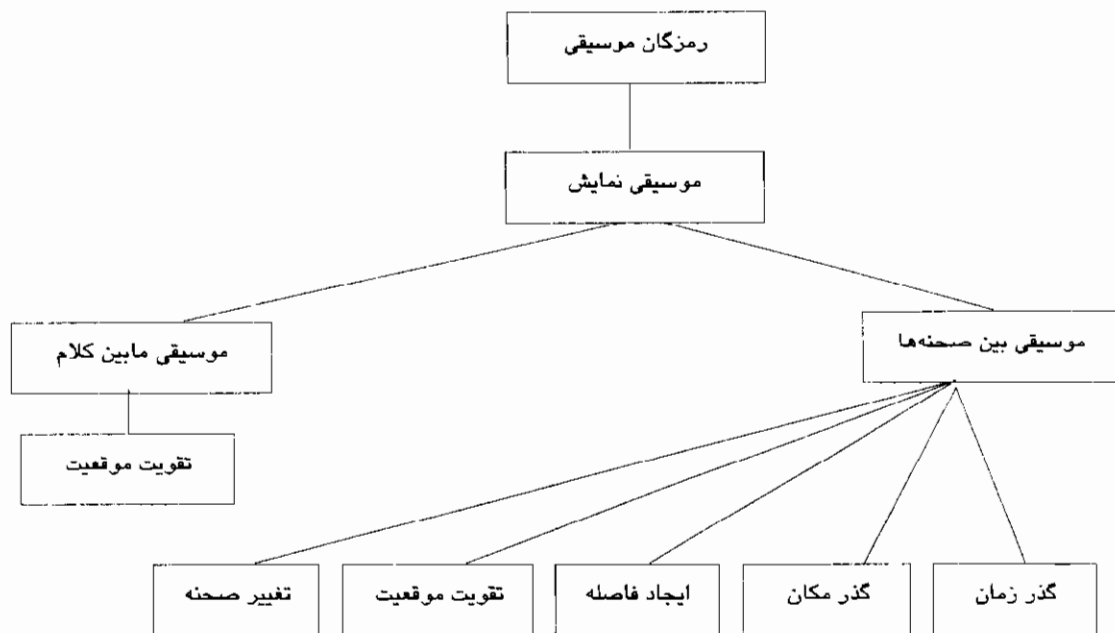 رمزگان موسیقی
موسیقی نمایش
موسیقی بین صحنه‌ها
موسیقی مابین کلام
تقویت موقعیت
گذر زمان
گذر مکان
ایجاد فاصله
تقویت موقعیت
تغییر صحنه